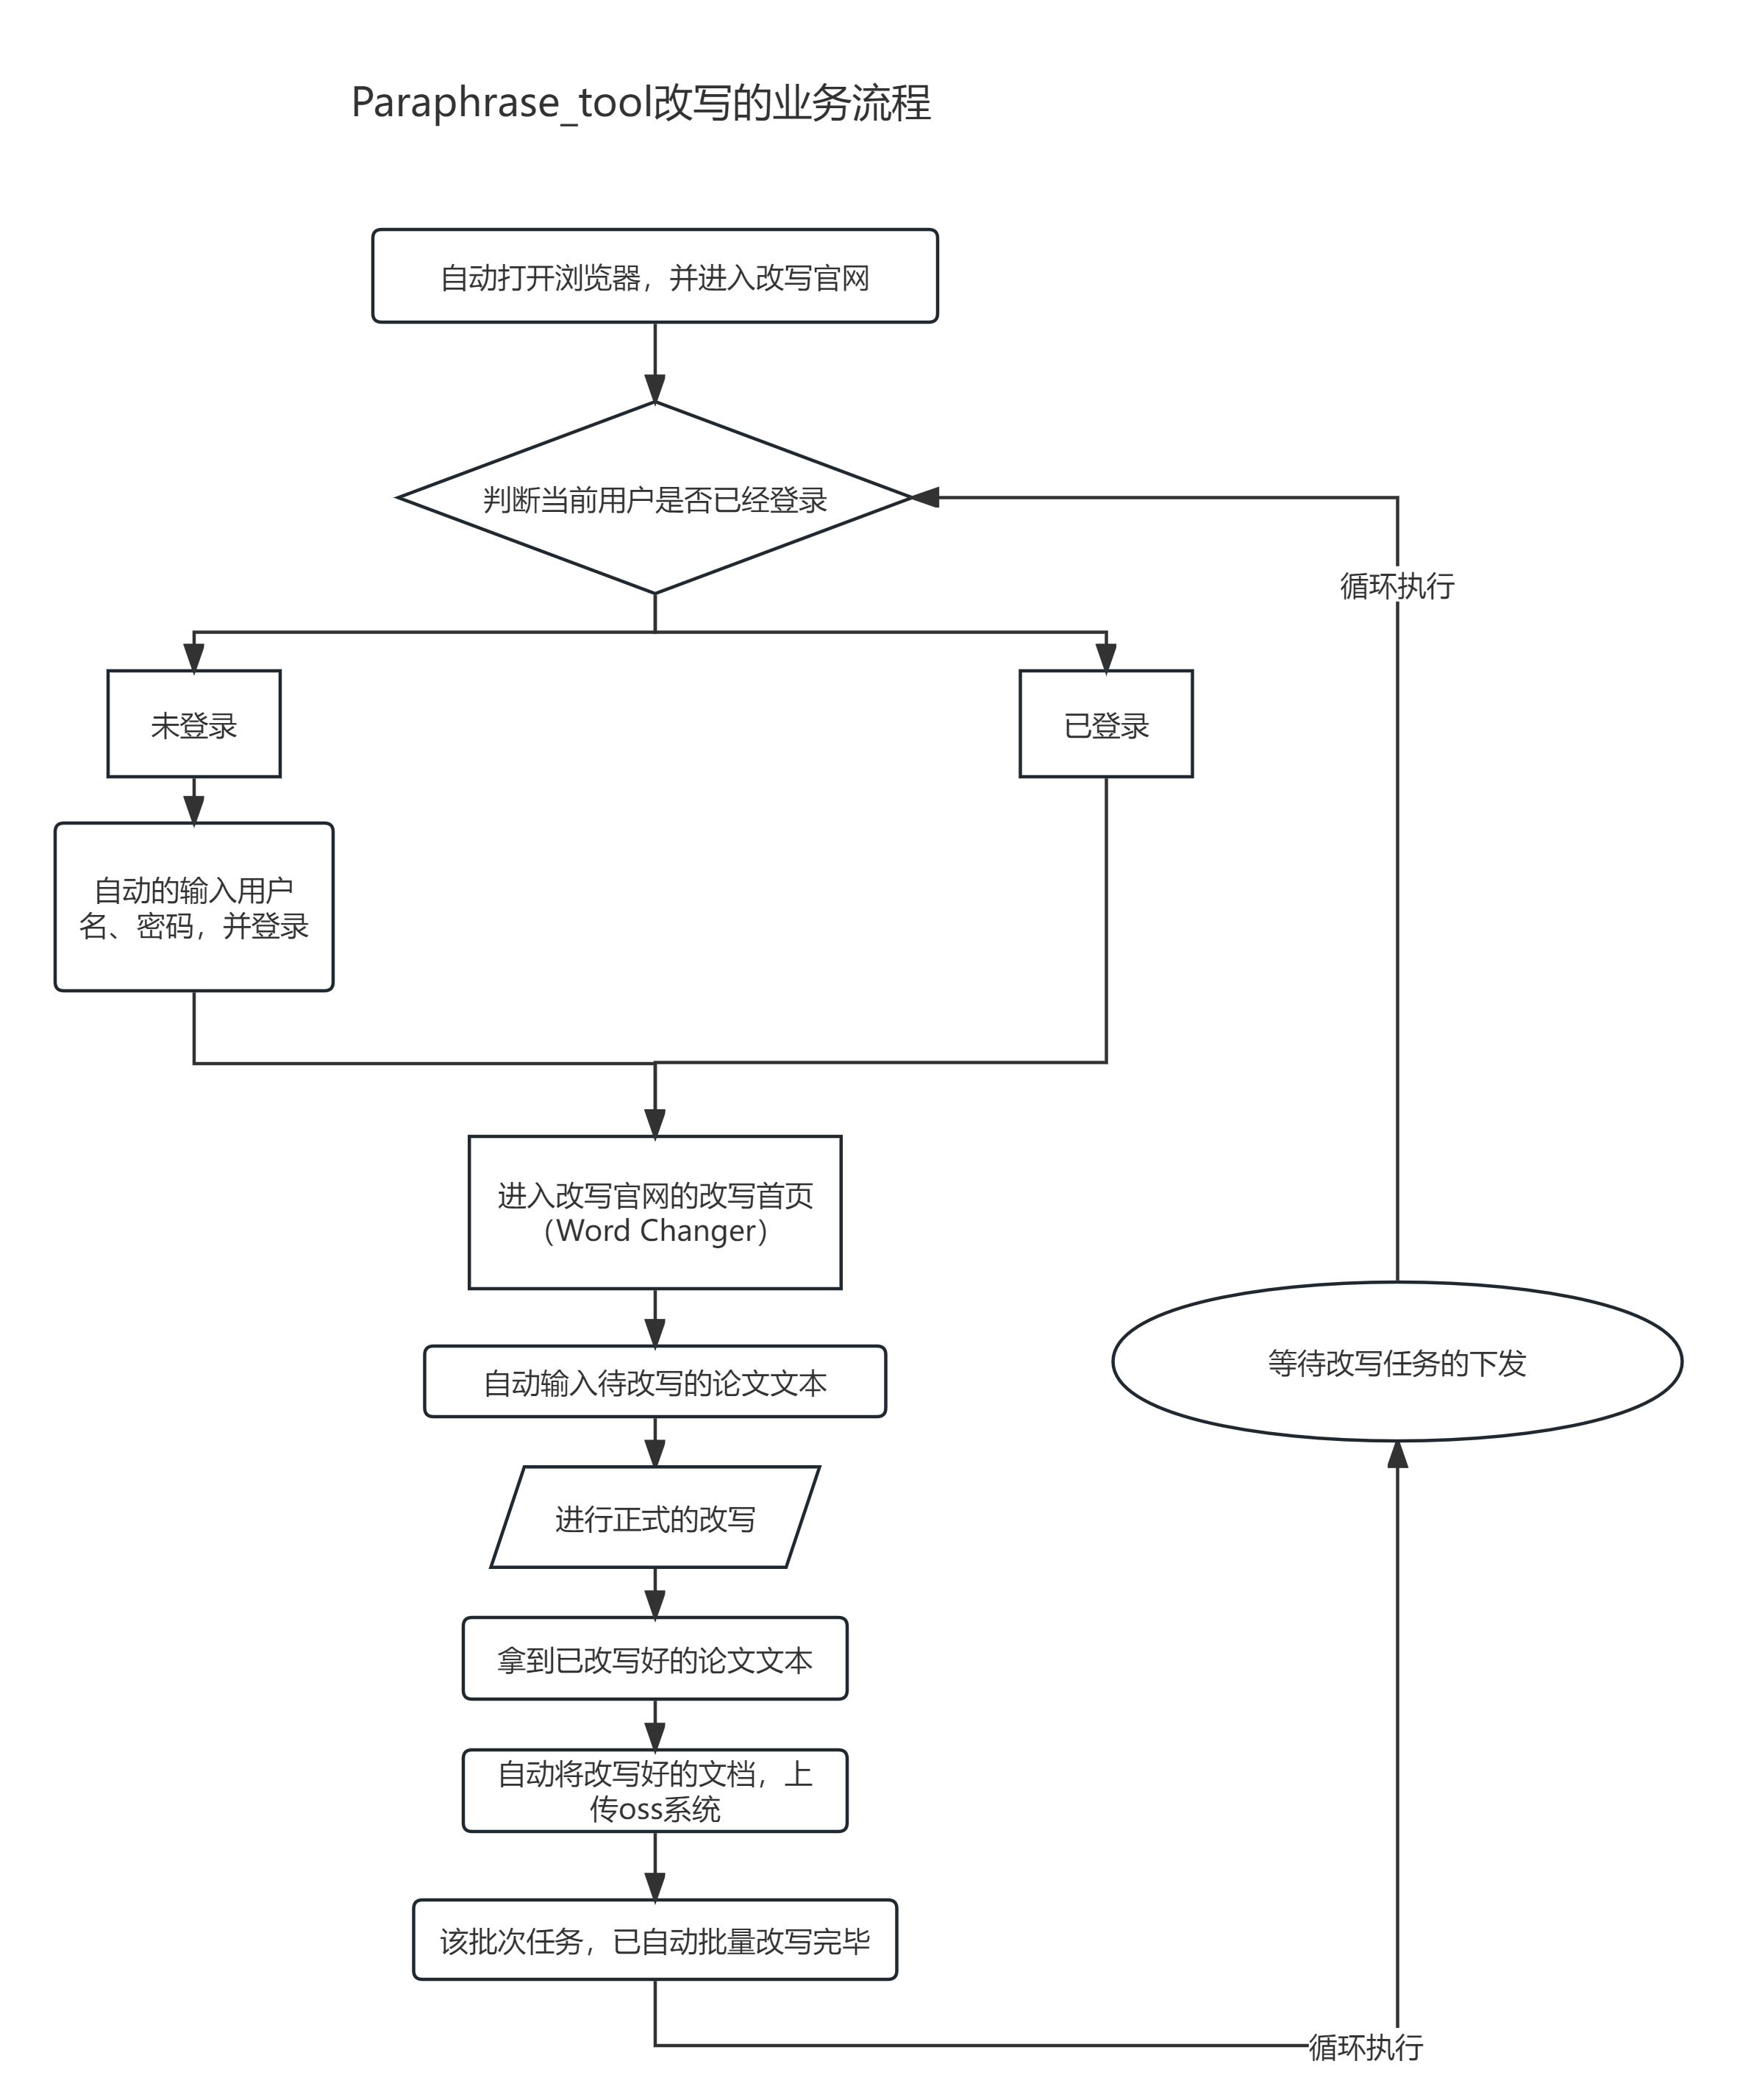 Paraphrase_tool改写的业务流程
自动打开浏览器，并进入改写官网
判断当前用户是否已经登录
循环执行
未登录
已登录
自动的输入用户
名、密码，并登录
进入改写官网的改写首页
（Word Changer）
等待改写任务的下发
自动输入待改写的论文文本
进行正式的改写
拿到已改写好的论文文本
自动将改写好的文档，上
传oss系统
该批次任务，已自动批量改写完毕
循环执行